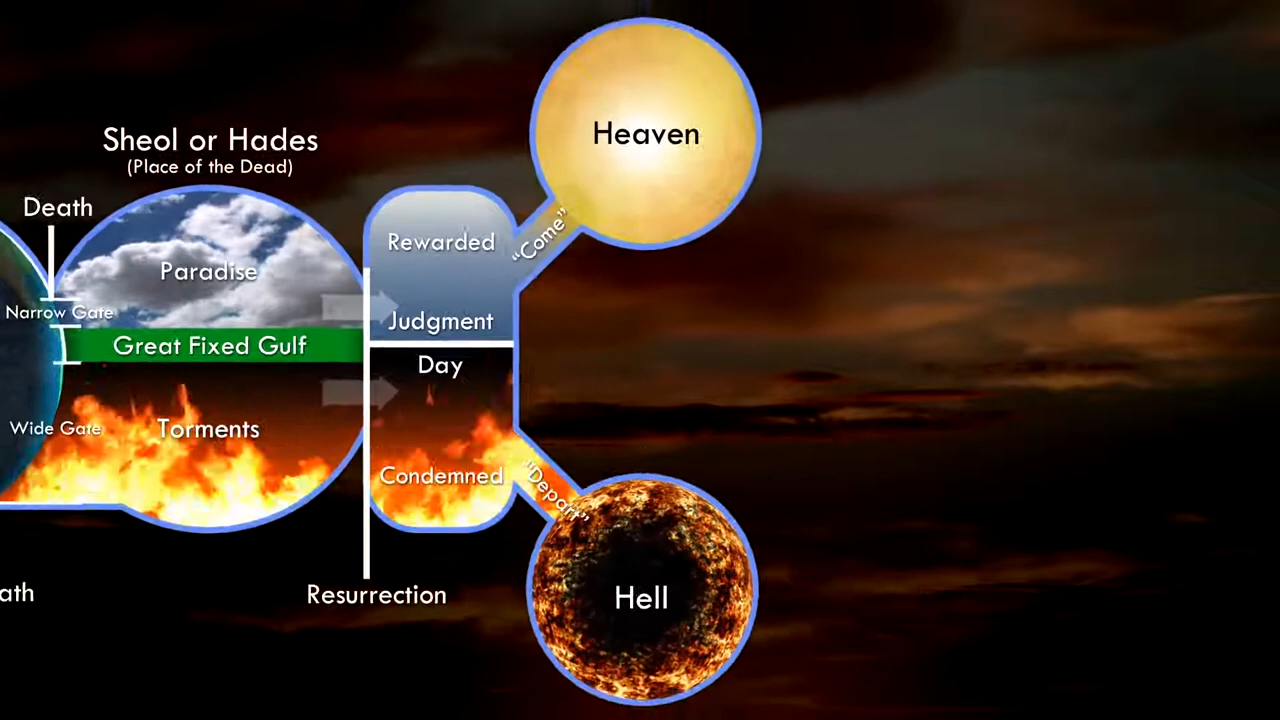 Heaven
Sheol or Hades
(Place of the Dead)
Death
"Come"
Rewarded
Paradise
Narrow Gate
Judgment
Great Fixed Gulf
Day
Wide Gate
Torments
Condemned
"Depart"
ath
Resurrection
Hell